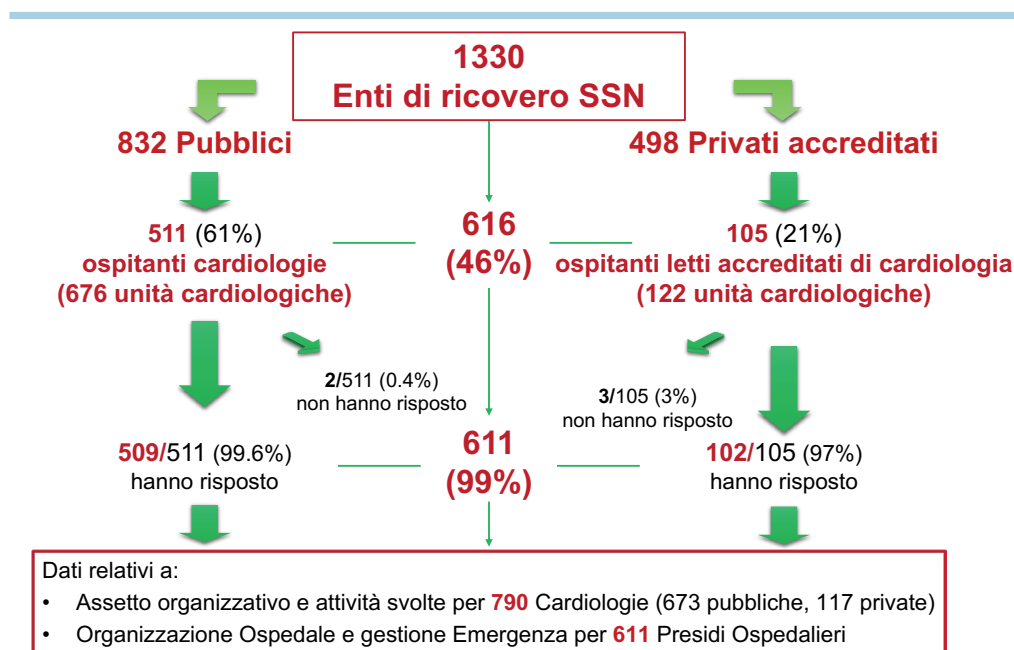 1330
Enti di ricovero SSN
832 Pubblici
498 Privati accreditati
511 (61%)
ospitanti cardiologie
(676 unità cardiologiche)
616
(46%)
105 (21%)
ospitanti letti accreditati di cardiologia
(122 unità cardiologiche)
2/511 (0.4%)
non hanno risposto
3/105 (3%)
non hanno risposto
509/511 (99.6%)
hanno risposto
611
(99%)
102/105 (97%)
hanno risposto
Dati relativi a:
• Assetto organizzativo e attività svolte per 790 Cardiologie (673 pubbliche, 117 private)
• Organizzazione Ospedale e gestione Emergenza per 611 Presidi Ospedalieri